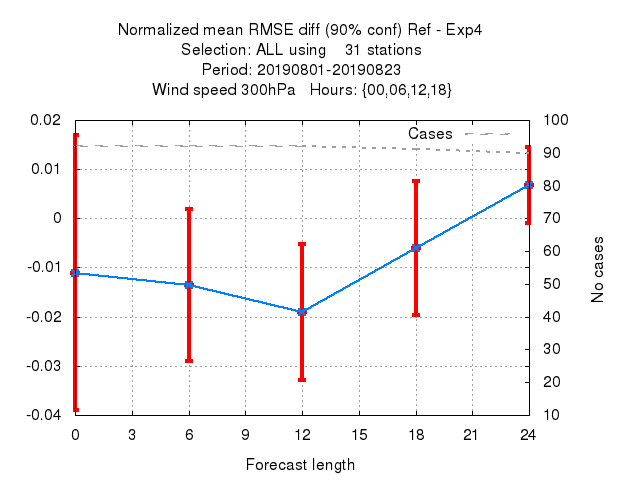 Normalized mean RMSE diff (90% conf) Ref - Exp4
Selection: ALL using    31 stations
Period: 20190801-20190823
Wind speed 300hPa   Hours: {00,06,12,18}
Cases
0.02
0.01
0
-0.01
-0.02
-0.03
-0.04
100
90
80
70
60
50
40
30
20
10
No cases
0 3 6 9 12 15 18 21 24
Forecast length